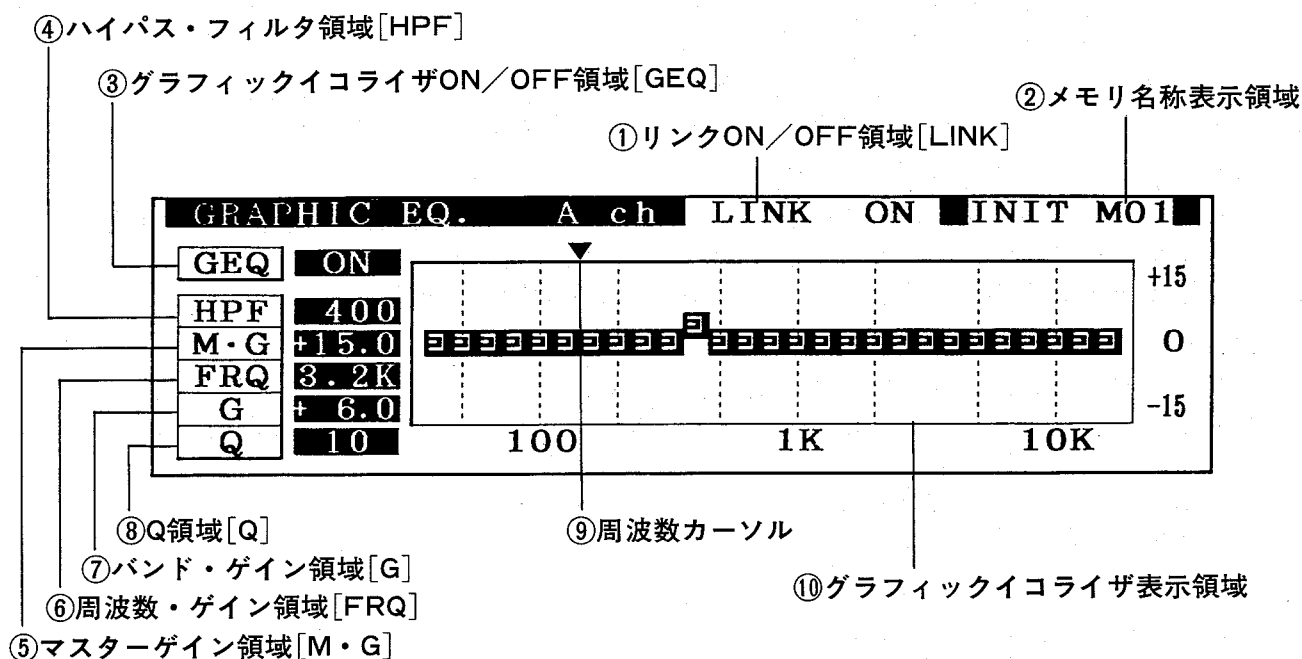 ④ハイパス・フィルタ領域[HPF]
③グラフィックイコライザON／OFF領域[GEQ]
②メモリ名称表示領域
①リンクON／OFF領域[LINK]
GRAPHIC EQ. A ch LINK ON INIT M01
GEQ ON
+15
HPF 400
M・G +15.0
0
FRQ 3.2K
G + 6.0
-15
Q 10
100 1K 10K
⑧Q領域[Q]
⑨周波数カーソル
⑦バンド・ゲイン領域[G]
⑩グラフィックイコライザ表示領域
⑥周波数・ゲイン領域[FRQ]
⑤マスターゲイン領域[M・G]